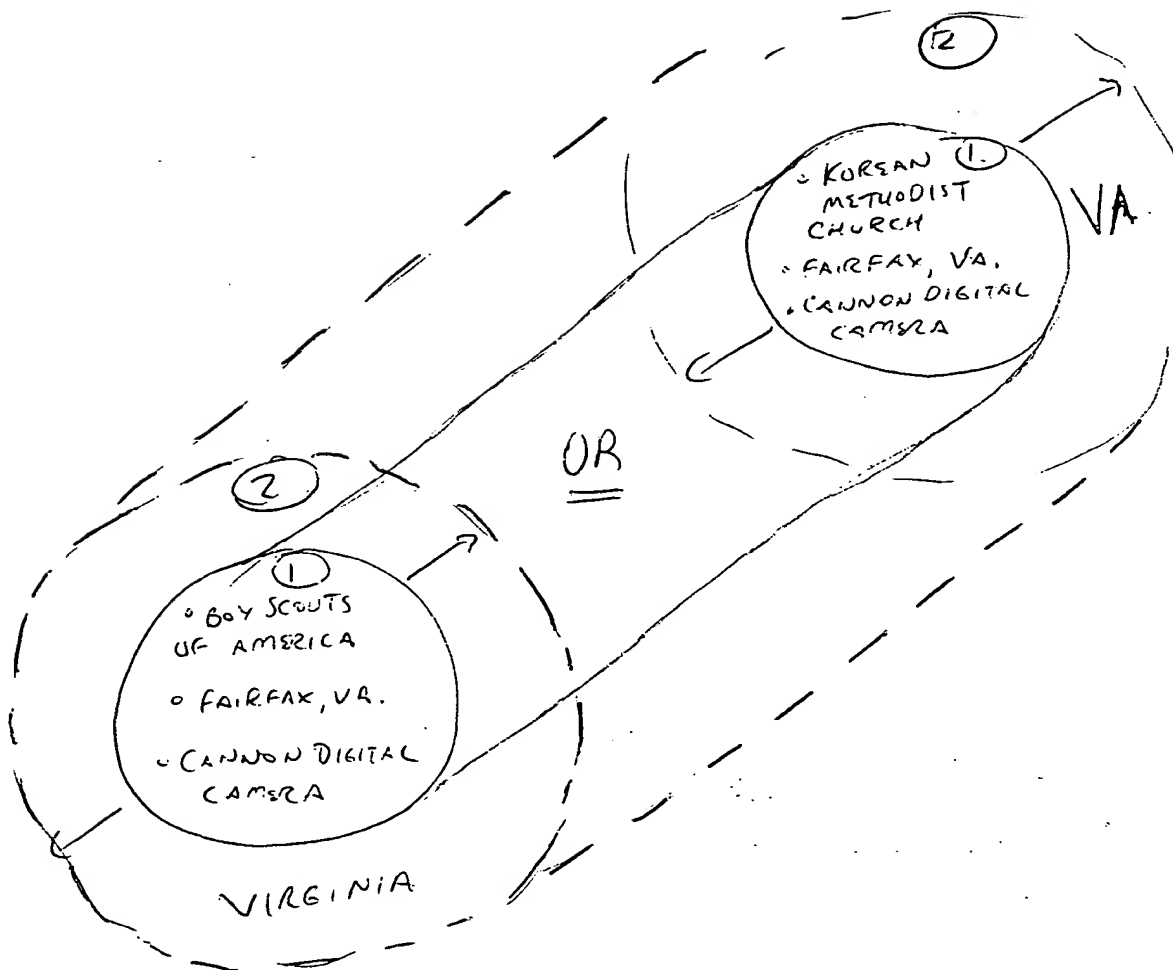 2
1.
• KOREAN
METHODIST
CHURCH
• FAIRFAX, VA.
• CANNON DIGITAL
CAMERA
VA
OR
2
1
• BOY SCOUTS
OF AMERICA
• FAIRFAX, VA.
• CANNON DIGITAL
CAMERA
VIRGINIA